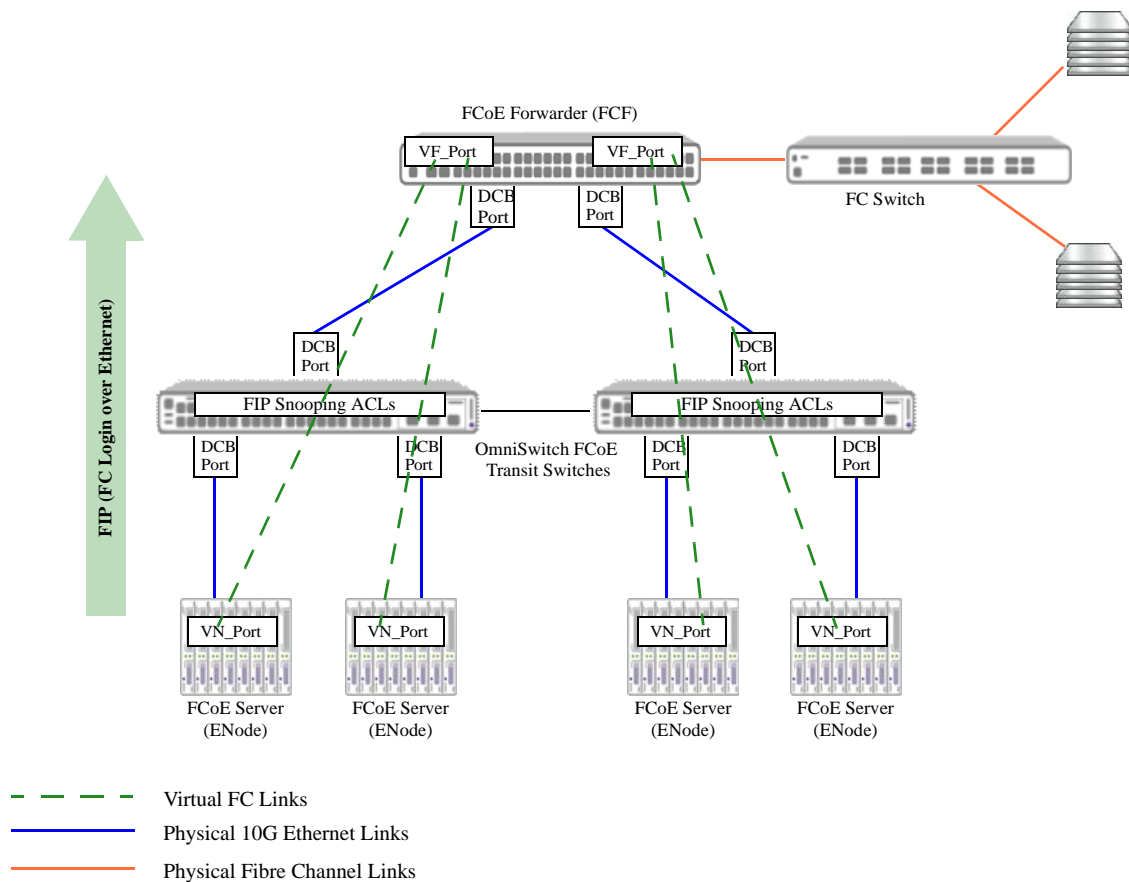 FCoE Forwarder (FCF)
VF_Port
VF_Port
FC Switch
DCB
Port
DCB
Port
FIP (FC Login over Ethernet)
DCB
Port
DCB
Port
FIP Snooping ACLs
FIP Snooping ACLs
DCB
Port
DCB
Port
OmniSwitch FCoE
Transit Switches
DCB
Port
DCB
Port
VN_Port
VN_Port
VN_Port
VN_Port
FCoE Server
(ENode)
FCoE Server
(ENode)
FCoE Server
(ENode)
FCoE Server
(ENode)
Virtual FC Links
Physical 10G Ethernet Links
Physical Fibre Channel Links